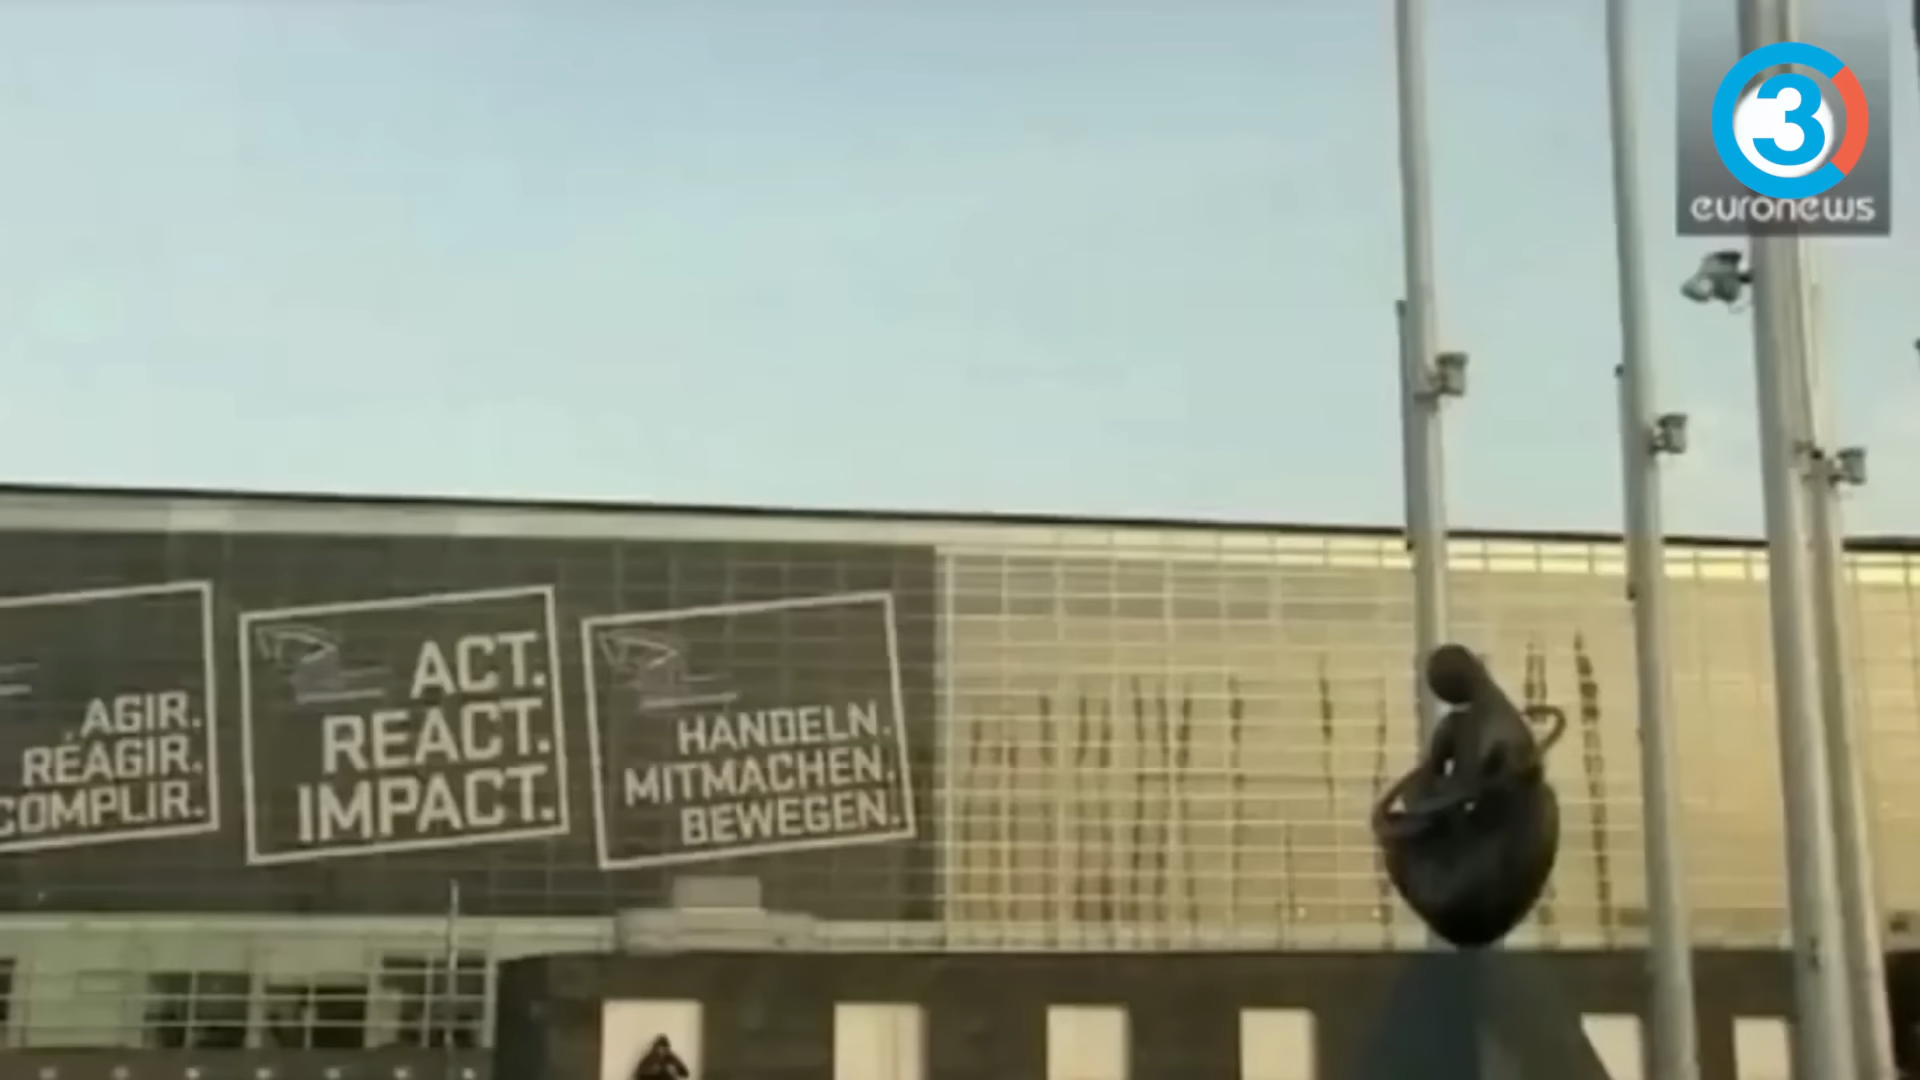 3
euronews
AGIR.
RÉAGIR.
COMPLIR.
ACT.
REACT.
IMPACT.
HANDELN.
MITMACHEN.
BEWEGEN.